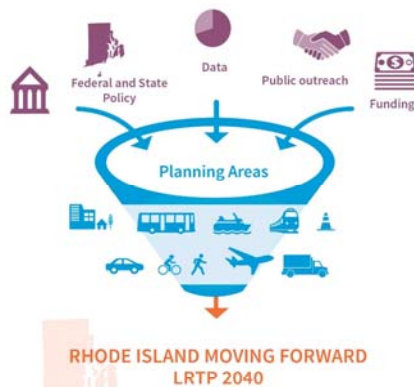 Federal and State
Policy
Data
Public outreach
Funding
Planning Areas
RHODE ISLAND MOVING FORWARD
LRTP 2040